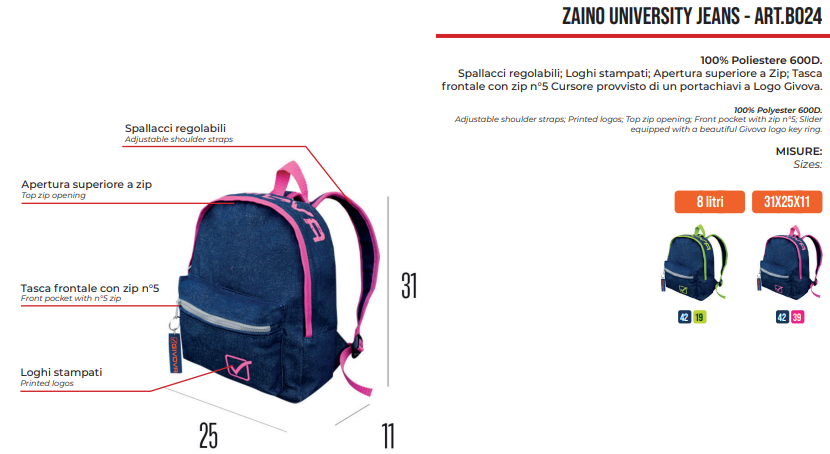 ZAINO UNIVERSITY JEANS - ART.B024
100% Poliestere 600D.
Spallacci regolabili; Loghi stampati; Apertura superiore a Zip; Tasca
frontale con zip n°5 Cursore provvisto di un portachiavi a Logo Givova.
100% Polyester 600D.
Adjustable shoulder straps; Printed logos; Top zip opening; Front pocket with zip n°5; Slider
equipped with a beautiful Givova logo key ring.
MISURE:
Sizes:
8 litri
31X25X11
42 19
42 39
Spallacci regolabili
Adjustable shoulder straps
Apertura superiore a zip
Top zip opening
Tasca frontale con zip n°5
Front pocket with n°5 zip
Loghi stampati
Printed logos
GIVOVA
31
25
11